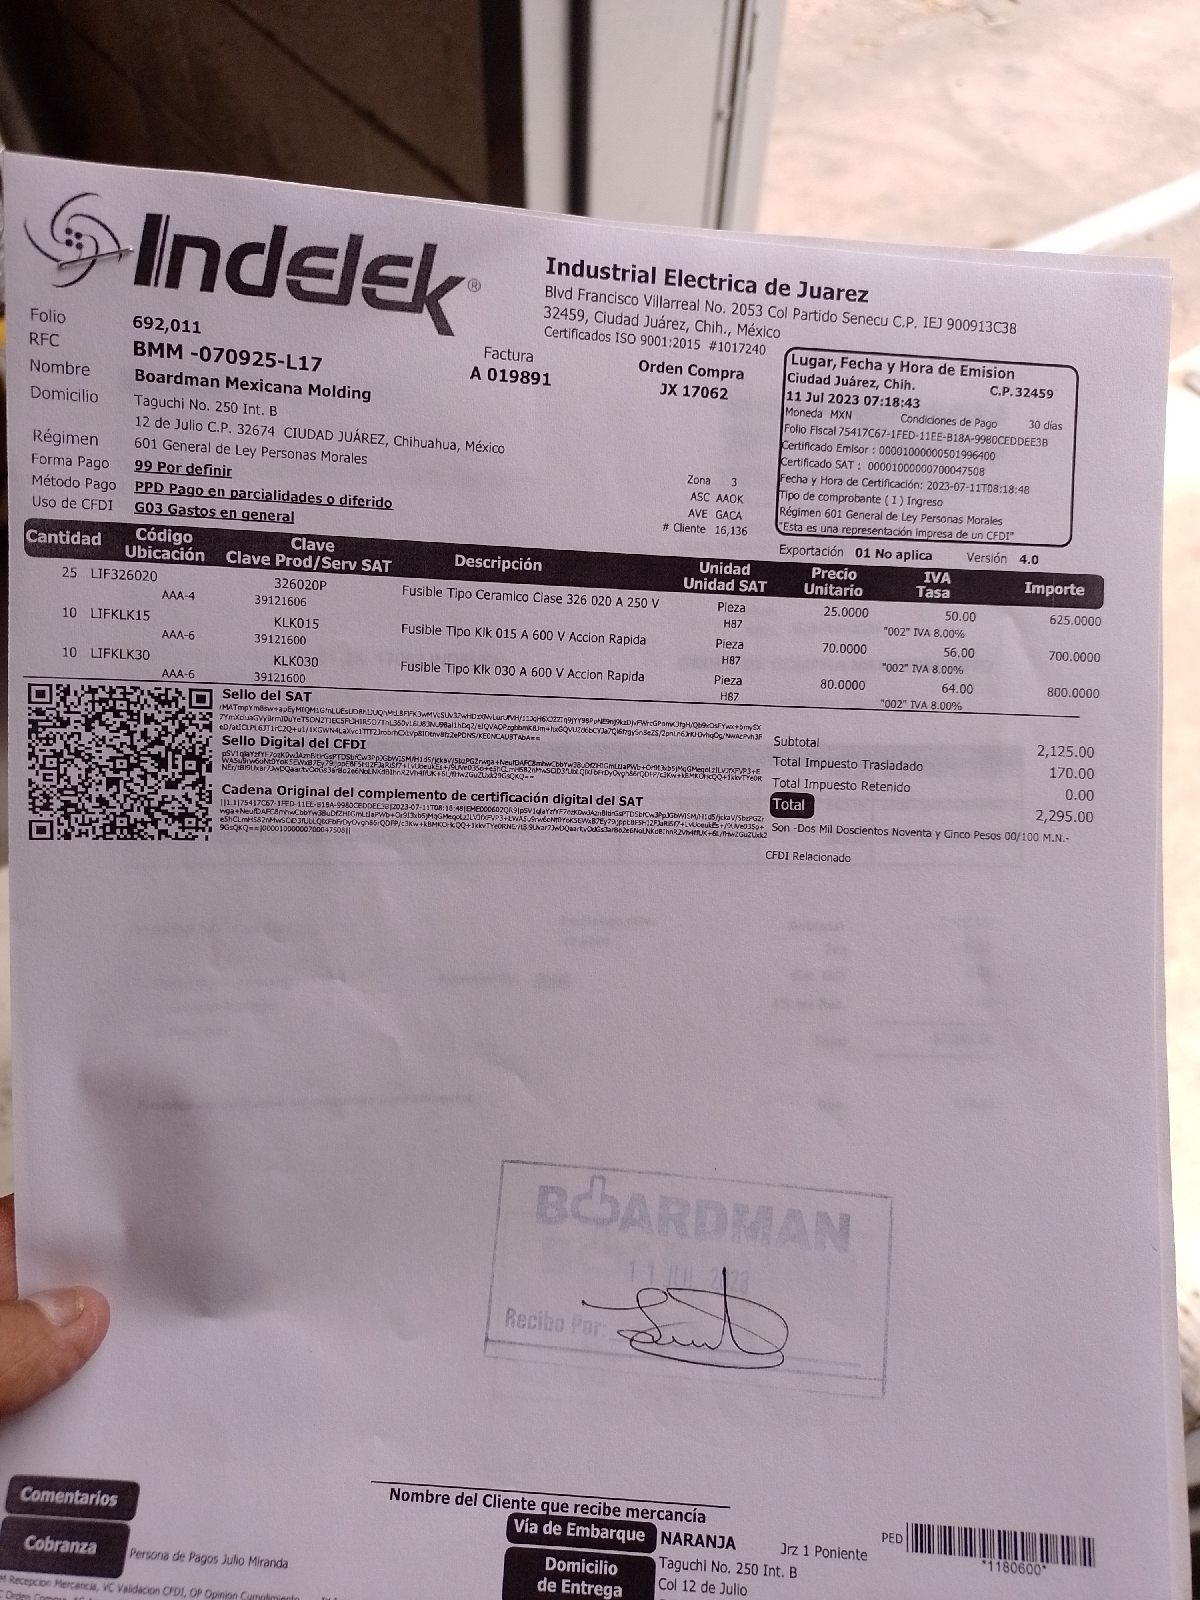 Indelek®
Industrial Electrica de Juarez
Blvd Francisco Villarreal No. 2053 Col Partido Senecu C.P. IEJ 900913C38
32459, Ciudad Juárez, Chih., México
Certificados ISO 9001:2015 #1017240
Folio 692,011
RFC BMM -070925-L17
Nombre Boardman Mexicana Molding
Domicilio Taguchi No. 250 Int. B
12 de Julio C.P. 32674 CIUDAD JUÁREZ, Chihuahua, México
Régimen 601 General de Ley Personas Morales
Forma Pago 99 Por definir
Método Pago PPD Pago en parcialidades o diferido
Uso de CFDI G03 Gastos en general
Factura
A 019891
Orden Compra
JX 17062
Zona 3
ASC AAOK
AVE GACA
# Cliente 16,136
Lugar, Fecha y Hora de Emision
Ciudad Juárez, Chih. C.P. 32459
11 Jul 2023 07:18:43
Moneda MXN Condiciones de Pago 30 días
Folio Fiscal 75417C67-1FED-11EE-B18A-9980CEDDEE3B
Certificado Emisor : 00001000000501996400
Certificado SAT : 00001000000700047508
Fecha y Hora de Certificación: 2023-07-11T08:18:48
Tipo de comprobante ( I ) Ingreso
Régimen 601 General de Ley Personas Morales
"Esta es una representación impresa de un CFDI"
Exportación 01 No aplica Versión 4.0
Cantidad Código Ubicación Clave Clave Prod/Serv SAT Descripción Unidad Unidad SAT Precio Unitario IVA Tasa Importe
25 LIF326020 326020P Fusible Tipo Ceramico Clase 326 020 A 250 V Pieza 25.0000 50.00 625.0000
AAA-4 39121606 H87 "002" IVA 8.00%
10 LIFKLK15 KLK015 Fusible Tipo Klk 015 A 600 V Accion Rapida Pieza 70.0000 56.00 700.0000
AAA-6 39121600 H87 "002" IVA 8.00%
10 LIFKLK30 KLK030 Fusible Tipo Klk 030 A 600 V Accion Rapida Pieza 80.0000 64.00 800.0000
AAA-6 39121600 H87 "002" IVA 8.00%
Sello del SAT
Sello Digital del CFDI
Cadena Original del complemento de certificación digital del SAT
Subtotal 2,125.00
Total Impuesto Trasladado 170.00
Total Impuesto Retenido 0.00
Total 2,295.00
Son -Dos Mil Doscientos Noventa y Cinco Pesos 00/100 M.N.-
CFDI Relacionado
BOARDMAN
11 JUL 2023
Recibo Por:
Nombre del Cliente que recibe mercancía
Comentarios
Cobranza Persona de Pagos Julio Miranda
Vía de Embarque NARANJA Jrz 1 Poniente
Domicilio de Entrega Taguchi No. 250 Int. B
Col 12 de Julio
PED *1180600*
Recepcion Mercancia, VC Validacion CFDI, OP Opinion Cumplimiento